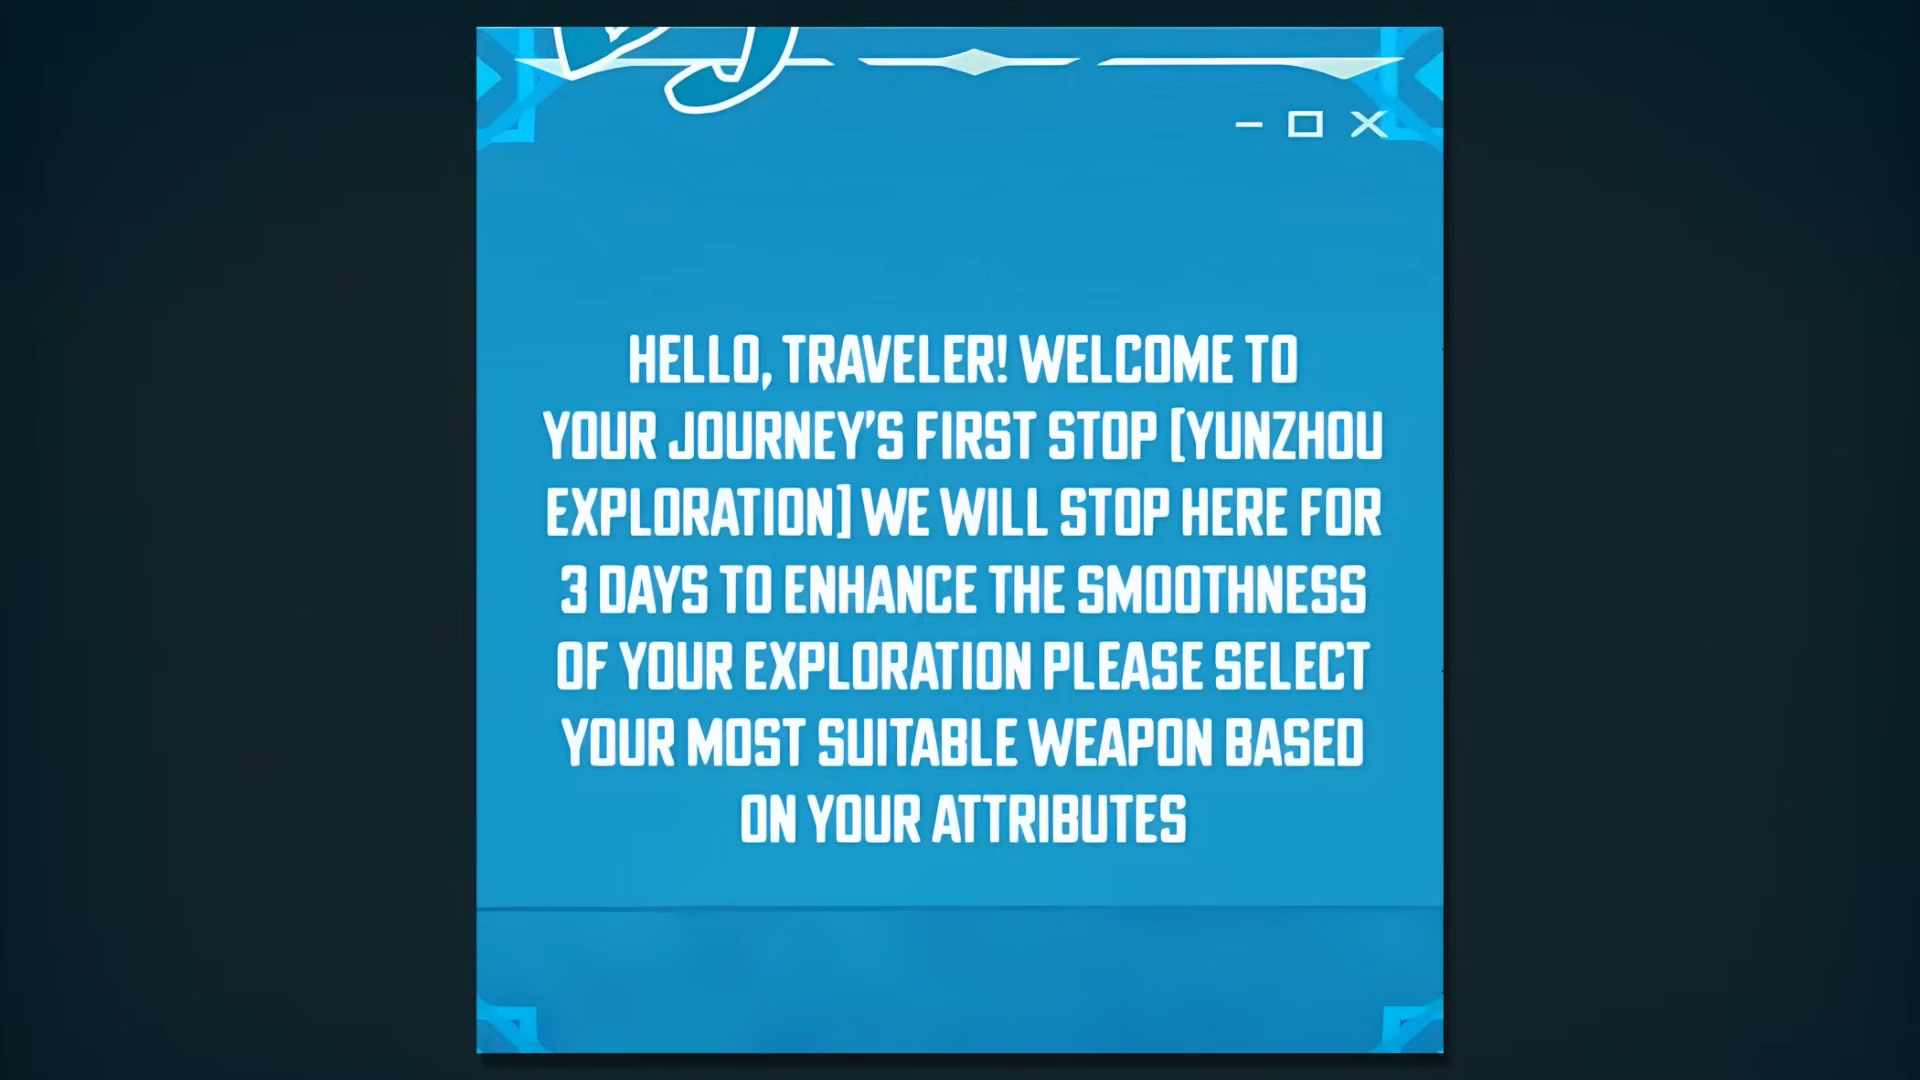 HELLO, TRAVELER! WELCOME TO
YOUR JOURNEY'S FIRST STOP [YUNZHOU
EXPLORATION] WE WILL STOP HERE FOR
3 DAYS TO ENHANCE THE SMOOTHNESS
OF YOUR EXPLORATION PLEASE SELECT
YOUR MOST SUITABLE WEAPON BASED
ON YOUR ATTRIBUTES